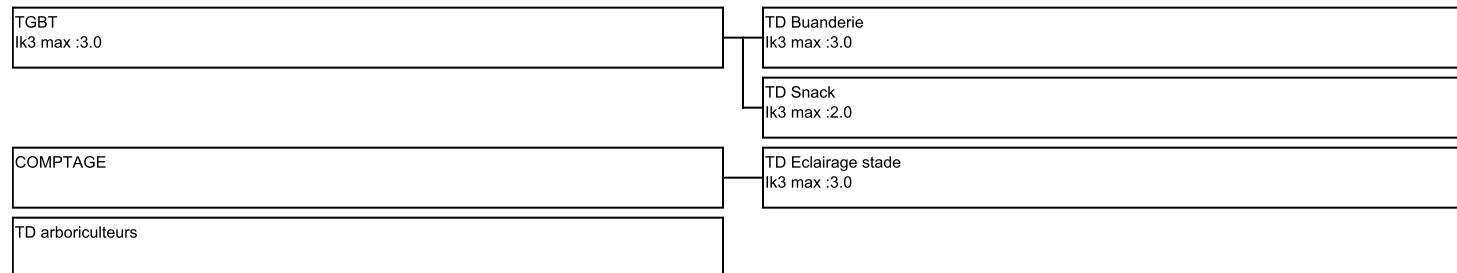 TGBT
Ik3 max :3.0
TD Buanderie
Ik3 max :3.0
TD Snack
Ik3 max :2.0
COMPTAGE
TD Eclairage stade
Ik3 max :3.0
TD arboriculteurs